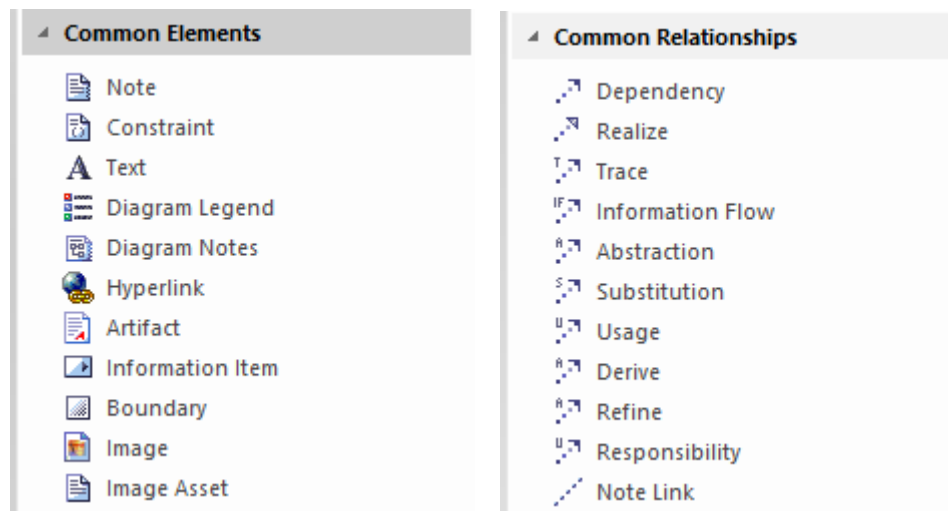 Common Elements
Note
Constraint
Text
Diagram Legend
Diagram Notes
Hyperlink
Artifact
Information Item
Boundary
Image
Image Asset
Common Relationships
Dependency
Realize
T Trace
IF Information Flow
A Abstraction
S Substitution
U Usage
A Derive
A Refine
U Responsibility
Note Link